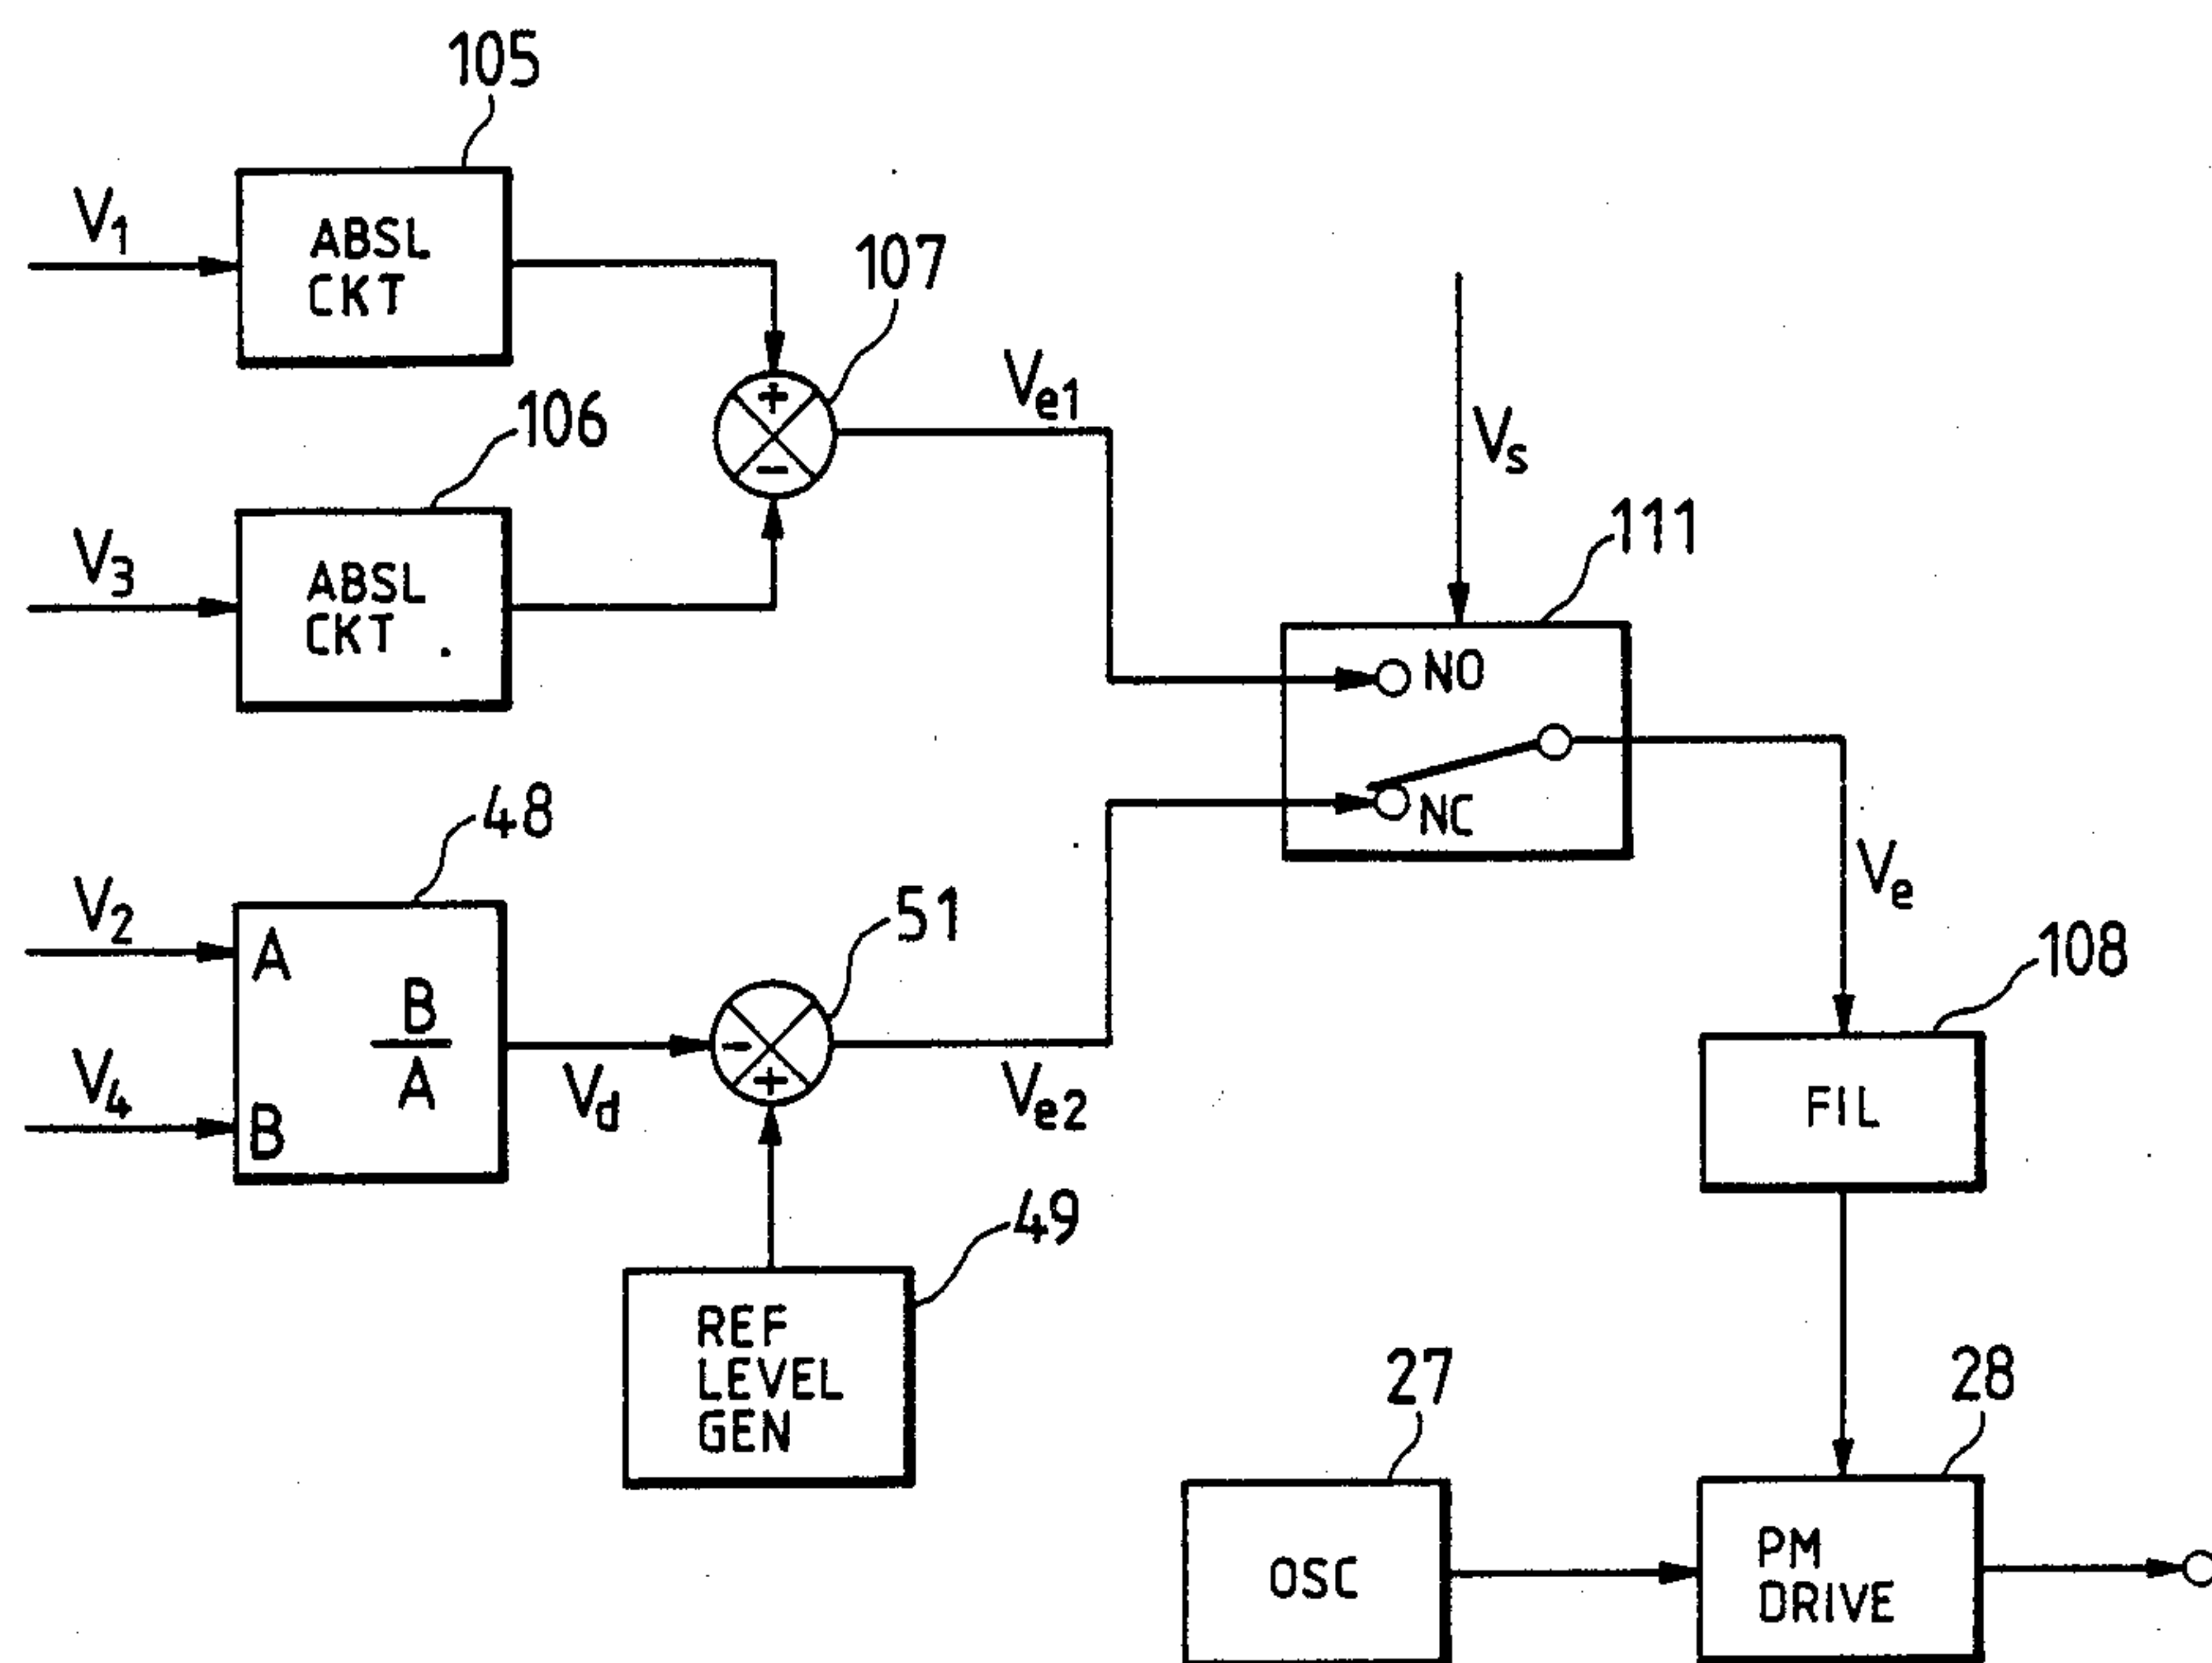 105
V1
ABSL
CKT
107
Ve1
+
−
106
V3
ABSL
CKT
Vs
111
NO
NC
48
V2
A
B
A
V4
B
Vd
51
−
+
Ve2
Ve
108
FIL
49
REF
LEVEL
GEN
27
OSC
28
PM
DRIVE